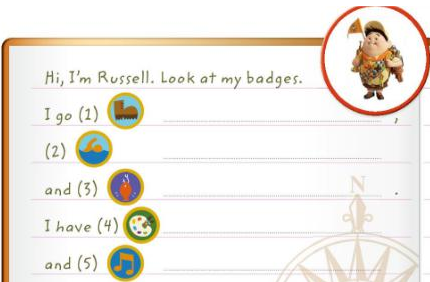 Hi, I'm Russell. Look at my badges.
I go (1) ,
(2)
and (3) .
I have (4)
and (5)
N